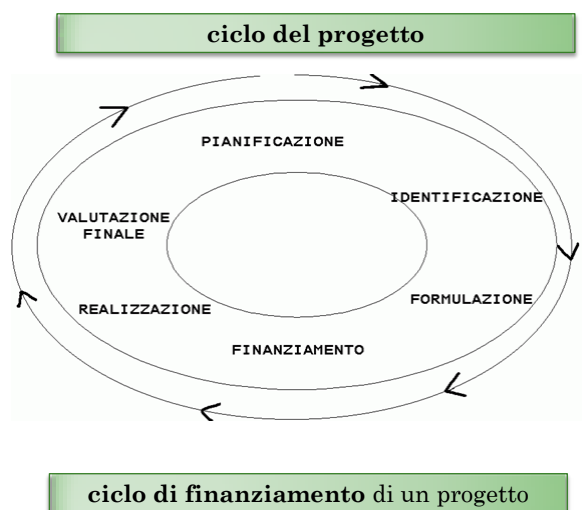 ciclo del progetto
PIANIFICAZIONE
IDENTIFICAZIONE
VALUTAZIONE
FINALE
FORMULAZIONE
REALIZZAZIONE
FINANZIAMENTO
ciclo di finanziamento di un progetto